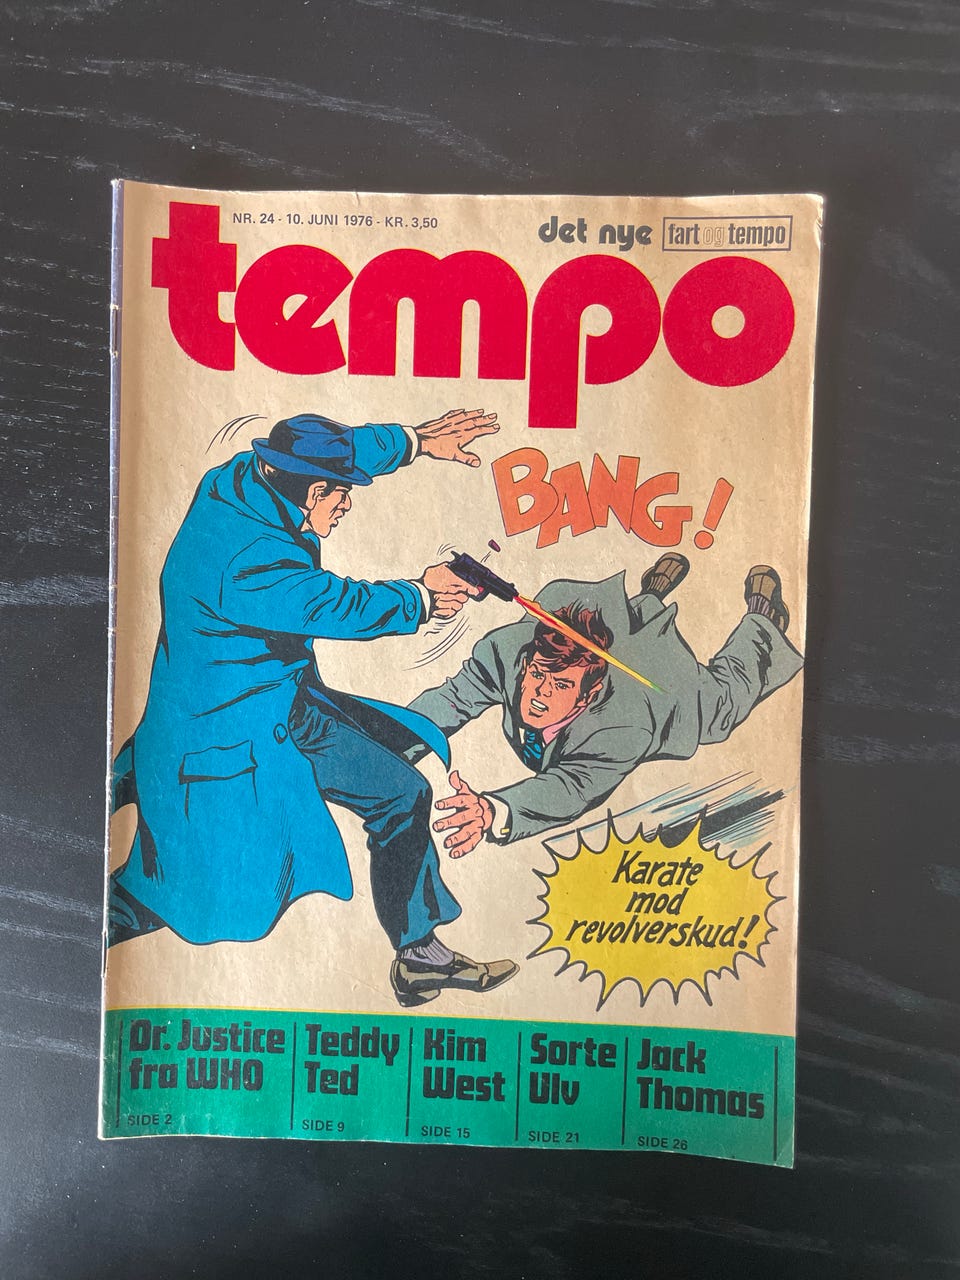 NR. 24 - 10. JUNI 1976 - KR. 3,50
det nye fart og tempo
tempo
BANG!
Karate
mod
revolverskud!
Dr. Justice
fra WHO
SIDE 2
Teddy
Ted
SIDE 9
Kim
West
SIDE 15
Sorte
Ulv
SIDE 21
Jack
Thomas
SIDE 26